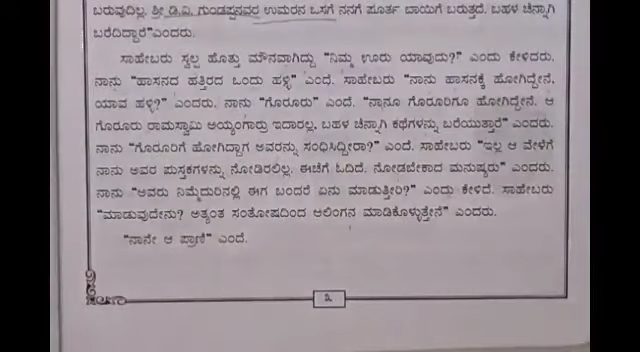 ಬರುವುದಿಲ್ಲ. ಶ್ರೀ ಡಿ.ವಿ. ಗುಂಡಪ್ಪನವರ ಉಮರನ ಒಸಗೆ ನನಗೆ ಪೂರ್ತ ಬಾಯಿಗೆ ಬರುತ್ತದೆ. ಬಹಳ ಚೆನ್ನಾಗಿ
ಬರೆದಿದ್ದಾರೆ" ಎಂದರು.
ಸಾಹೇಬರು ಸ್ವಲ್ಪ ಹೊತ್ತು ಮೌನವಾಗಿದ್ದು "ನಿಮ್ಮ ಊರು ಯಾವುದು?" ಎಂದು ಕೇಳಿದರು.
ನಾನು "ಹಾಸನದ ಹತ್ತಿರದ ಒಂದು ಹಳ್ಳಿ" ಎಂದೆ. ಸಾಹೇಬರು "ನಾನು ಹಾಸನಕ್ಕೆ ಹೋಗಿದ್ದೇನೆ.
ಯಾವ ಹಳ್ಳಿ?" ಎಂದರು. ನಾನು "ಗೊರೂರು" ಎಂದೆ. "ನಾನೂ ಗೊರೂರಿಗೂ ಹೋಗಿದ್ದೇನೆ. ಆ
ಗೊರೂರು ರಾಮಸ್ವಾಮಿ ಅಯ್ಯಂಗಾರ್ರು ಇದಾರಲ್ಲ, ಬಹಳ ಚೆನ್ನಾಗಿ ಕಥೆಗಳನ್ನು ಬರೆಯುತ್ತಾರೆ" ಎಂದರು.
ನಾನು "ಗೊರೂರಿಗೆ ಹೋಗಿದ್ದಾಗ ಅವರನ್ನು ಸಂಧಿಸಿದ್ದೀರಾ?" ಎಂದೆ. ಸಾಹೇಬರು "ಇಲ್ಲ ಆ ವೇಳೆಗೆ
ನಾನು ಅವರ ಪುಸ್ತಕಗಳನ್ನು ನೋಡಿರಲಿಲ್ಲ. ಈಚೆಗೆ ಓದಿದೆ. ನೋಡಬೇಕಾದ ಮನುಷ್ಯರು" ಎಂದರು.
ನಾನು "ಅವರು ನಿಮ್ಮೆದುರಿನಲ್ಲಿ ಈಗ ಬಂದರೆ ಏನು ಮಾಡುತ್ತೀರಿ?" ಎಂದು ಕೇಳಿದೆ. ಸಾಹೇಬರು
"ಮಾಡುವುದೇನು? ಅತ್ಯಂತ ಸಂತೋಷದಿಂದ ಆಲಿಂಗನ ಮಾಡಿಕೊಳ್ಳುತ್ತೇನೆ" ಎಂದರು.
"ನಾನೇ ಆ ಪ್ರಾಣಿ" ಎಂದೆ.